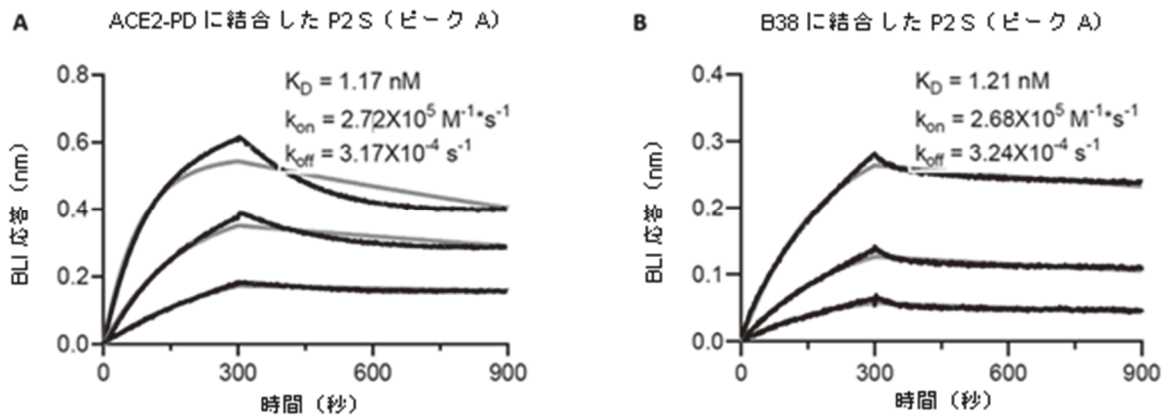 A
ACE2-PD に結合した P2 S（ピーク A）
K_D = 1.17 nM
k_on = 2.72X10^5 M^-1*s^-1
k_off = 3.17X10^-4 s^-1
BLI 応答（nm）
0.8
0.6
0.4
0.2
0.0
0
300
600
900
時間（秒）
B
B38 に結合した P2 S（ピーク A）
K_D = 1.21 nM
k_on = 2.68X10^5 M^-1*s^-1
k_off = 3.24X10^-4 s^-1
BLI 応答（nm）
0.4
0.3
0.2
0.1
0.0
0
300
600
900
時間（秒）